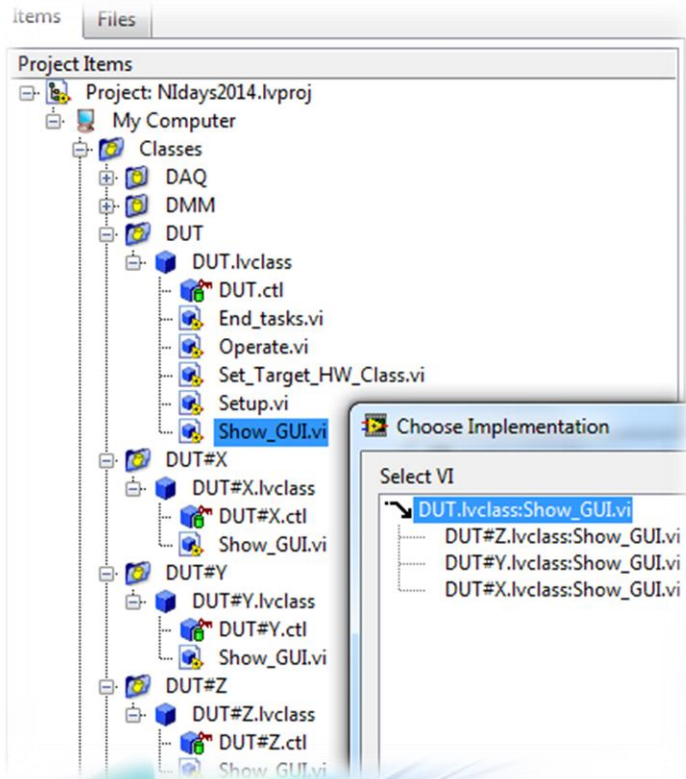 Items
Files
Project Items
Project: NIdays2014.lvproj
My Computer
Classes
DAQ
DMM
DUT
DUT.lvclass
DUT.ctl
End_tasks.vi
Operate.vi
Set_Target_HW_Class.vi
Setup.vi
Show_GUI.vi
DUT#X
DUT#X.lvclass
DUT#X.ctl
Show_GUI.vi
DUT#Y
DUT#Y.lvclass
DUT#Y.ctl
Show_GUI.vi
DUT#Z
DUT#Z.lvclass
DUT#Z.ctl
Show_GUI.vi
Choose Implementation
Select VI
DUT.lvclass:Show_GUI.vi
DUT#Z.lvclass:Show_GUI.vi
DUT#Y.lvclass:Show_GUI.vi
DUT#X.lvclass:Show_GUI.vi